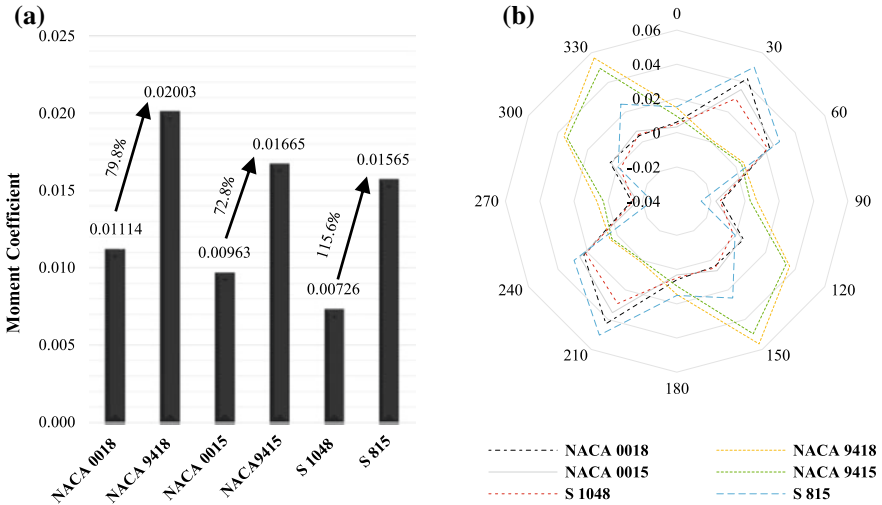 (a)
Moment Coefficient
0.025
0.020
0.015
0.010
0.005
0.000
0.01114
0.02003
0.00963
0.01665
0.00726
0.01565
79.8%
72.8%
115.6%
NACA 0018
NACA 9418
NACA 0015
NACA9415
S 1048
S 815
(b)
0
30
60
90
120
150
180
210
240
270
300
330
0.06
0.04
0.02
0
-0.02
-0.04
NACA 0018
NACA 9418
NACA 0015
NACA 9415
S 1048
S 815